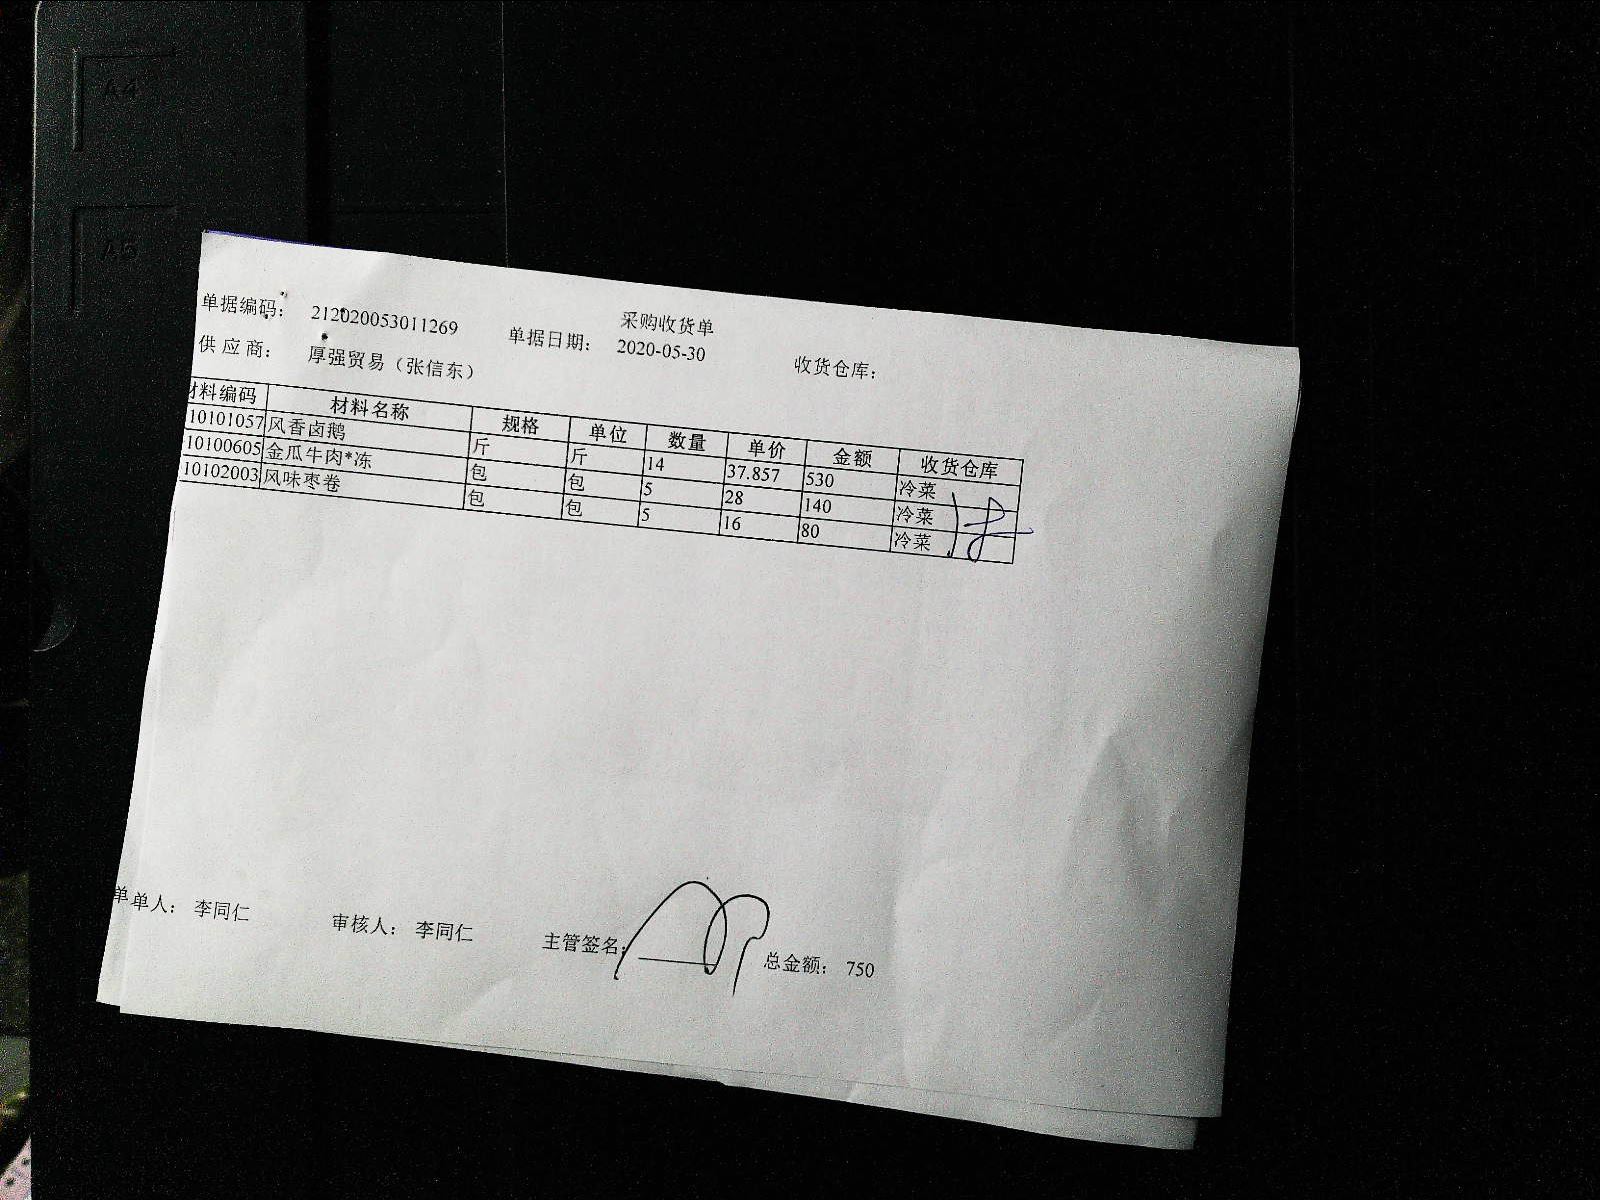 A4
A5
采购收货单
单据编码： 212020053011269 单据日期： 2020-05-30 收货仓库：
供应商： 厚强贸易（张信东）
材料编码 材料名称 规格 单位 数量 单价 金额 收货仓库
10101057 风香卤鹅 斤 斤 14 37.857 530 冷菜
10100605 金瓜牛肉*冻 包 包 5 28 140 冷菜
10102003 风味枣卷 包 包 5 16 80 冷菜
单单人： 李同仁 审核人： 李同仁 主管签名： 总金额： 750